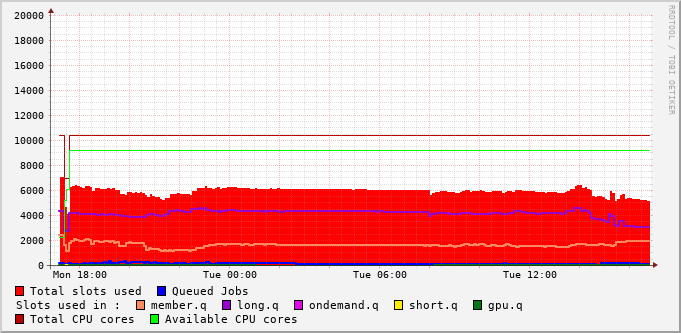 20000
18000
16000
14000
12000
10000
8000
6000
4000
2000
0
Mon 18:00 Tue 00:00 Tue 06:00 Tue 12:00
RRDTOOL / TOBI OETIKER
Total slots used Queued Jobs
Slots used in : member.q long.q ondemand.q short.q gpu.q
Total CPU cores Available CPU cores